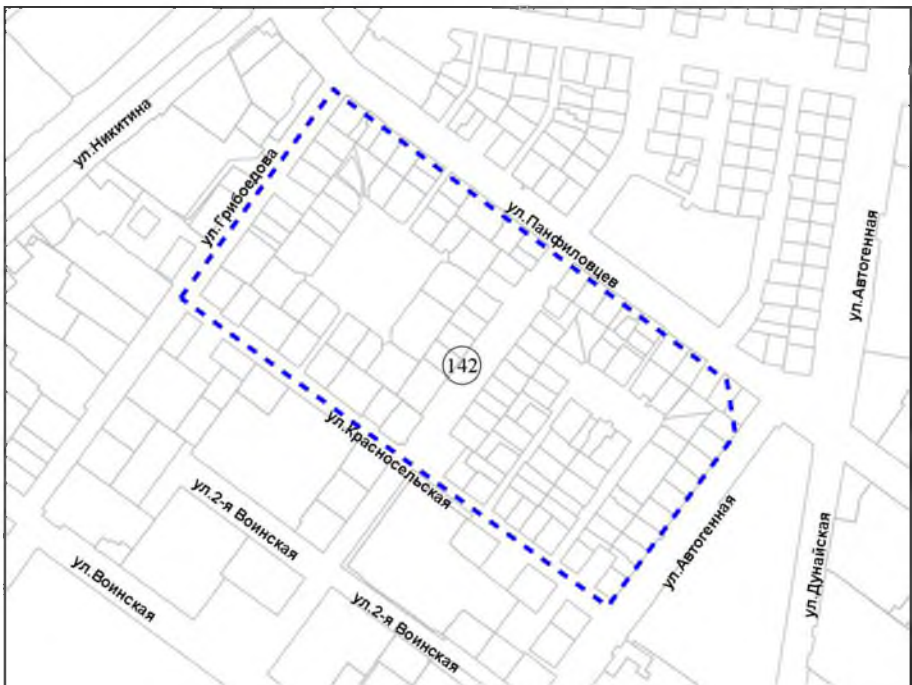 ул.Никитина
ул.Грибоедова
ул.Панфиловцев
ул.Автогенная
142
ул.Красносельская
ул.2-я Воинская
ул.Автогенная
ул.Дунайская
ул.Воинская
ул.2-я Воинская